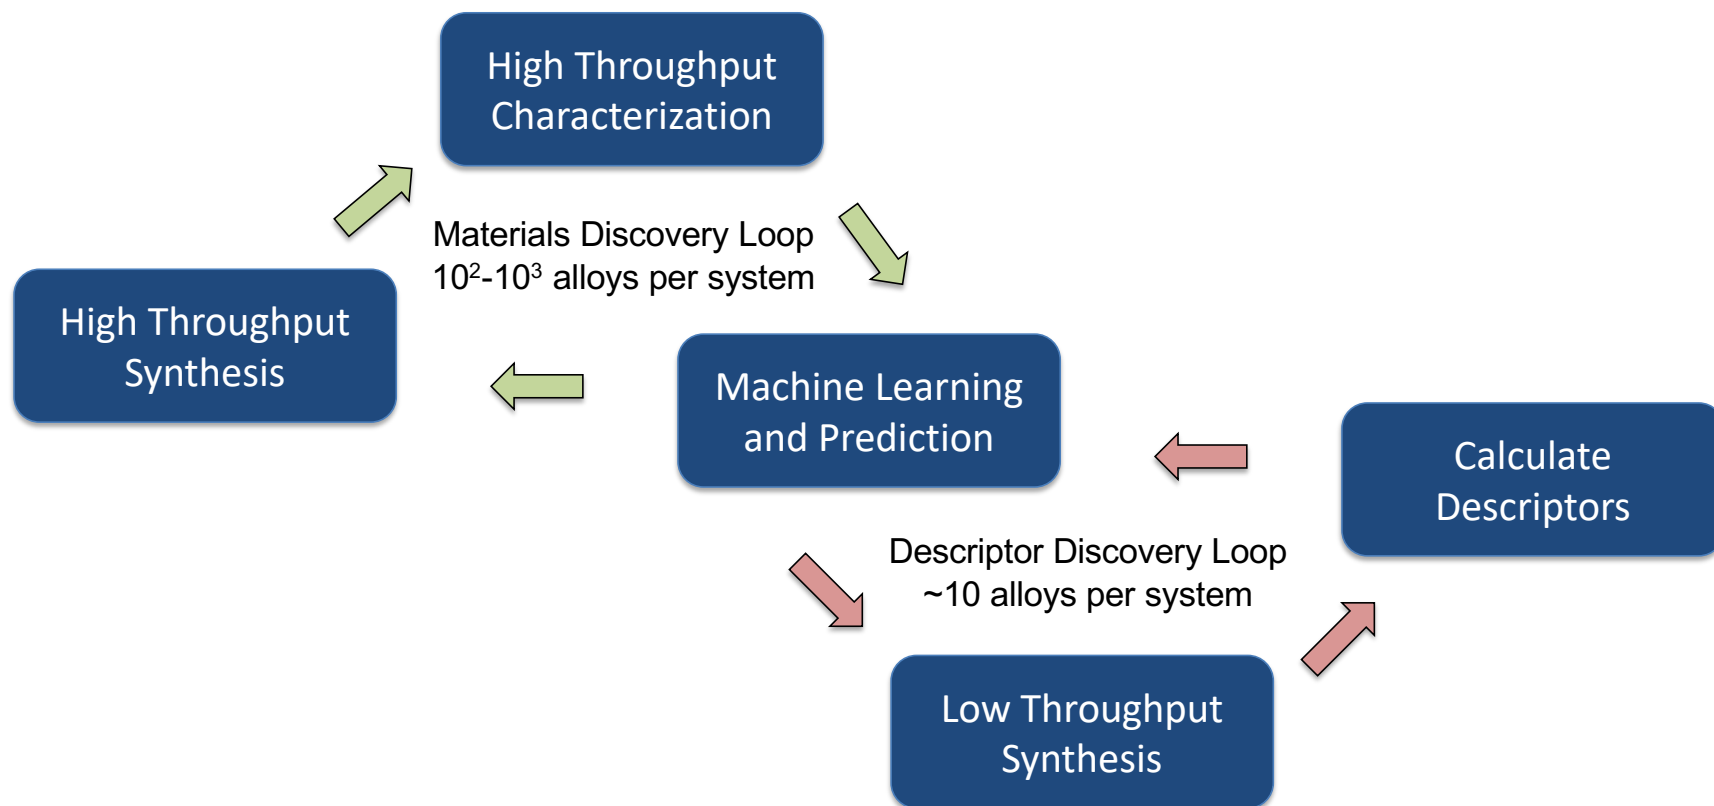 High Throughput
Characterization
Materials Discovery Loop
10²-10³ alloys per system
High Throughput
Synthesis
Machine Learning
and Prediction
Calculate
Descriptors
Descriptor Discovery Loop
~10 alloys per system
Low Throughput
Synthesis